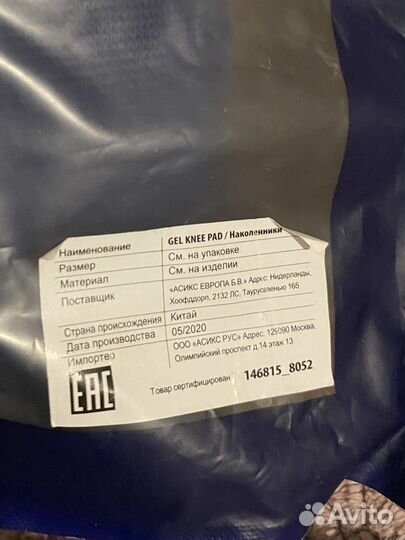 Наименование GEL KNEE PAD / Наколенники
Размер См. на упаковке
Материал См. на изделии
Поставщик «АСИКС ЕВРОПА Б.В.» Адрес: Нидерланды,
Хоофддорп, 2132 ЛС, Таурусленью 165
Страна происхождения Китай
Дата производства 05/2020
Импортер ООО «АСИКС РУС» Адрес: 129090 Москва,
Олимпийский проспект д.14 этаж 13
EAC Товар сертифицирован 146815_8052
Avito